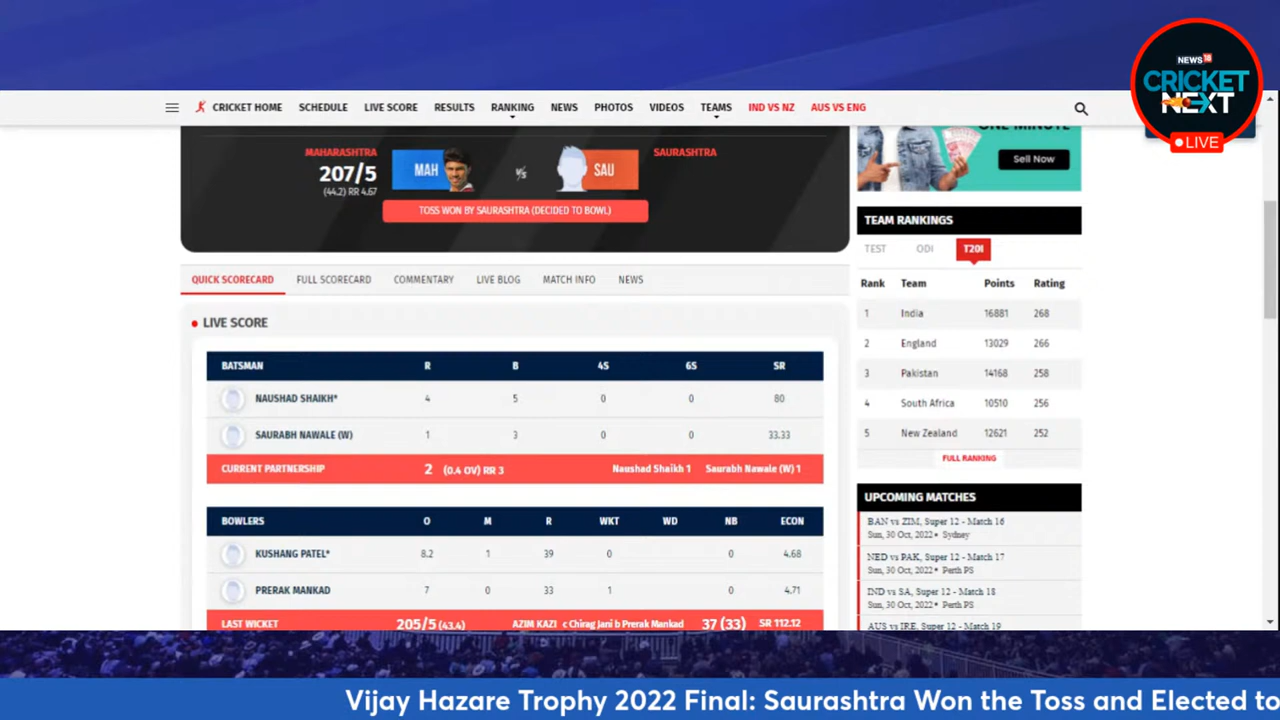 NEWS 18
CRICKET
NEXT
LIVE
CRICKET HOME SCHEDULE LIVE SCORE RESULTS RANKING NEWS PHOTOS VIDEOS TEAMS IND VS NZ AUS VS ENG
MAHARASHTRA
207/5
(44.2) RR 4.67
MAH
V/S
SAU
SAURASHTRA
TOSS WON BY SAURASHTRA (DECIDED TO BOWL)
ONE MINUTE
Sell Now
QUICK SCORECARD FULL SCORECARD COMMENTARY LIVE BLOG MATCH INFO NEWS
LIVE SCORE
BATSMAN R B 4S 6S SR
NAUSHAD SHAIKH* 4 5 0 0 80
SAURABH NAWALE (W) 1 3 0 0 33.33
CURRENT PARTNERSHIP 2 (0.4 OV) RR 3 Naushad Shaikh 1 Saurabh Nawale (W) 1
BOWLERS O M R WKT WD NB ECON
KUSHANG PATEL* 8.2 1 39 0 0 4.68
PRERAK MANKAD 7 0 33 1 0 4.71
LAST WICKET 205/5 (43.4) AZIM KAZI c Chirag Jani b Prerak Mankad 37 (33) SR 112.12
TEAM RANKINGS
TEST ODI T20I
Rank Team Points Rating
1 India 16881 268
2 England 13029 266
3 Pakistan 14168 258
4 South Africa 10510 256
5 New Zealand 12621 252
FULL RANKING
UPCOMING MATCHES
BAN vs ZIM, Super 12 - Match 16
Sun, 30 Oct, 2022 • Sydney
NED vs PAK, Super 12 - Match 17
Sun, 30 Oct, 2022 • Perth PS
IND vs SA, Super 12 - Match 18
Sun, 30 Oct, 2022 • Perth PS
AUS vs IRE, Super 12 - Match 19
Vijay Hazare Trophy 2022 Final: Saurashtra Won the Toss and Elected to